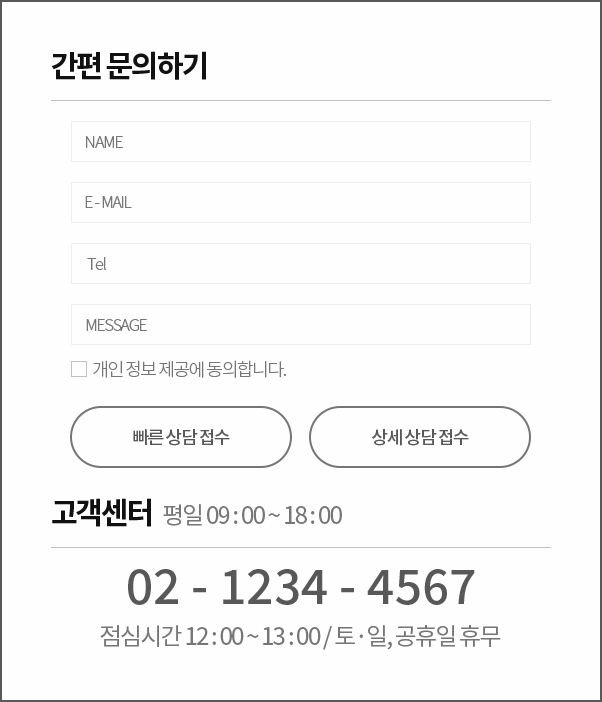 간편 문의하기
NAME
E-MAIL
Tel
MESSAGE
개인 정보 제공에 동의합니다.
빠른 상담 접수
상세 상담 접수
고객센터 평일 09 : 00 ~ 18 : 00
02 - 1234 - 4567
점심시간 12 : 00 ~ 13 : 00 / 토 · 일, 공휴일 휴무